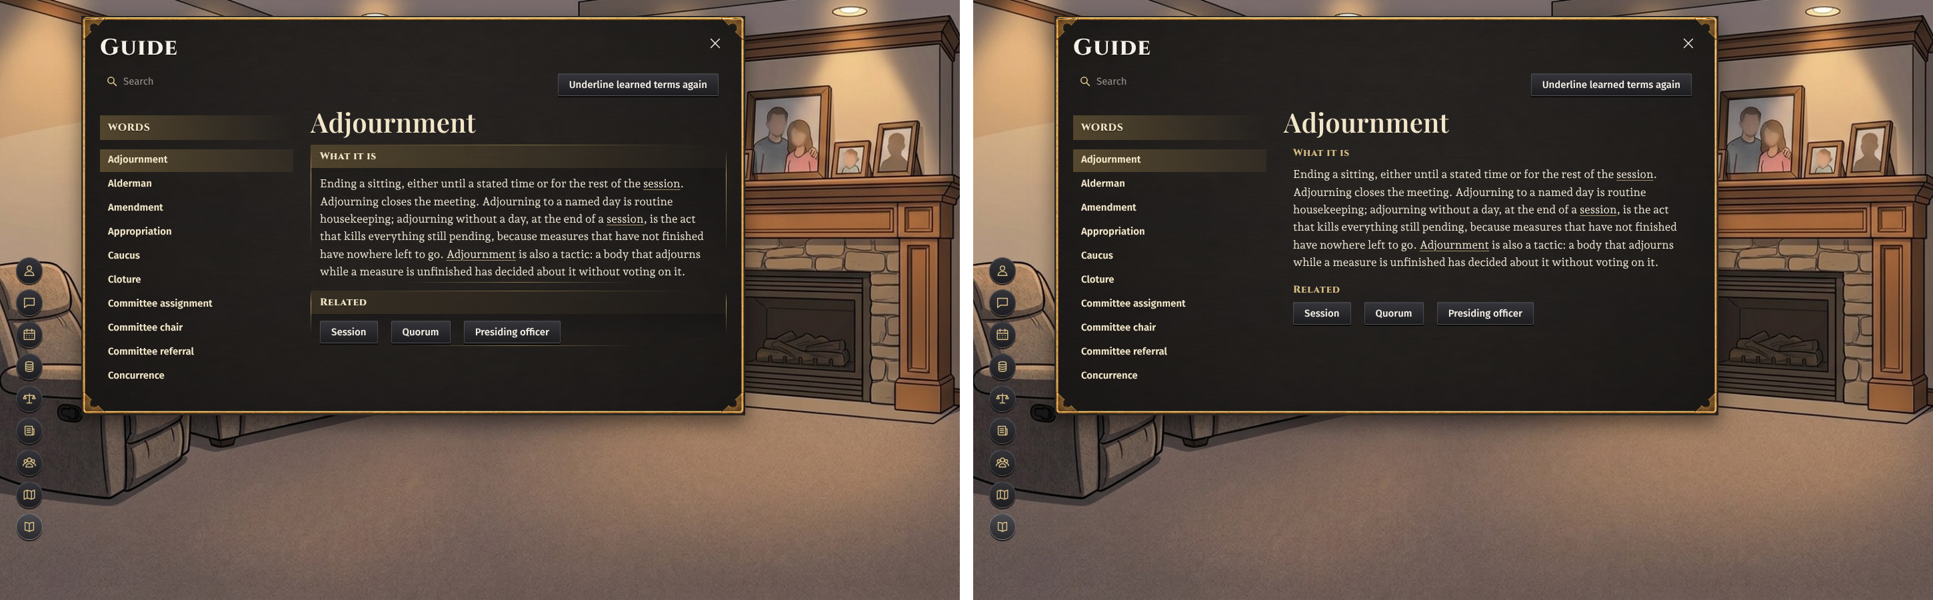 Guide
Search
Underline learned terms again
WORDS
Adjournment
Alderman
Amendment
Appropriation
Caucus
Cloture
Committee assignment
Committee chair
Committee referral
Concurrence
Adjournment
What it is
Ending a sitting, either until a stated time or for the rest of the session.
Adjourning closes the meeting. Adjourning to a named day is routine
housekeeping; adjourning without a day, at the end of a session, is the act
that kills everything still pending, because measures that have not finished
have nowhere left to go. Adjournment is also a tactic: a body that adjourns
while a measure is unfinished has decided about it without voting on it.
Related
Session Quorum Presiding officer
Guide
Search
Underline learned terms again
WORDS
Adjournment
Alderman
Amendment
Appropriation
Caucus
Cloture
Committee assignment
Committee chair
Committee referral
Concurrence
Adjournment
What it is
Ending a sitting, either until a stated time or for the rest of the session.
Adjourning closes the meeting. Adjourning to a named day is routine
housekeeping; adjourning without a day, at the end of a session, is the act
that kills everything still pending, because measures that have not finished
have nowhere left to go. Adjournment is also a tactic: a body that adjourns
while a measure is unfinished has decided about it without voting on it.
Related
Session Quorum Presiding officer